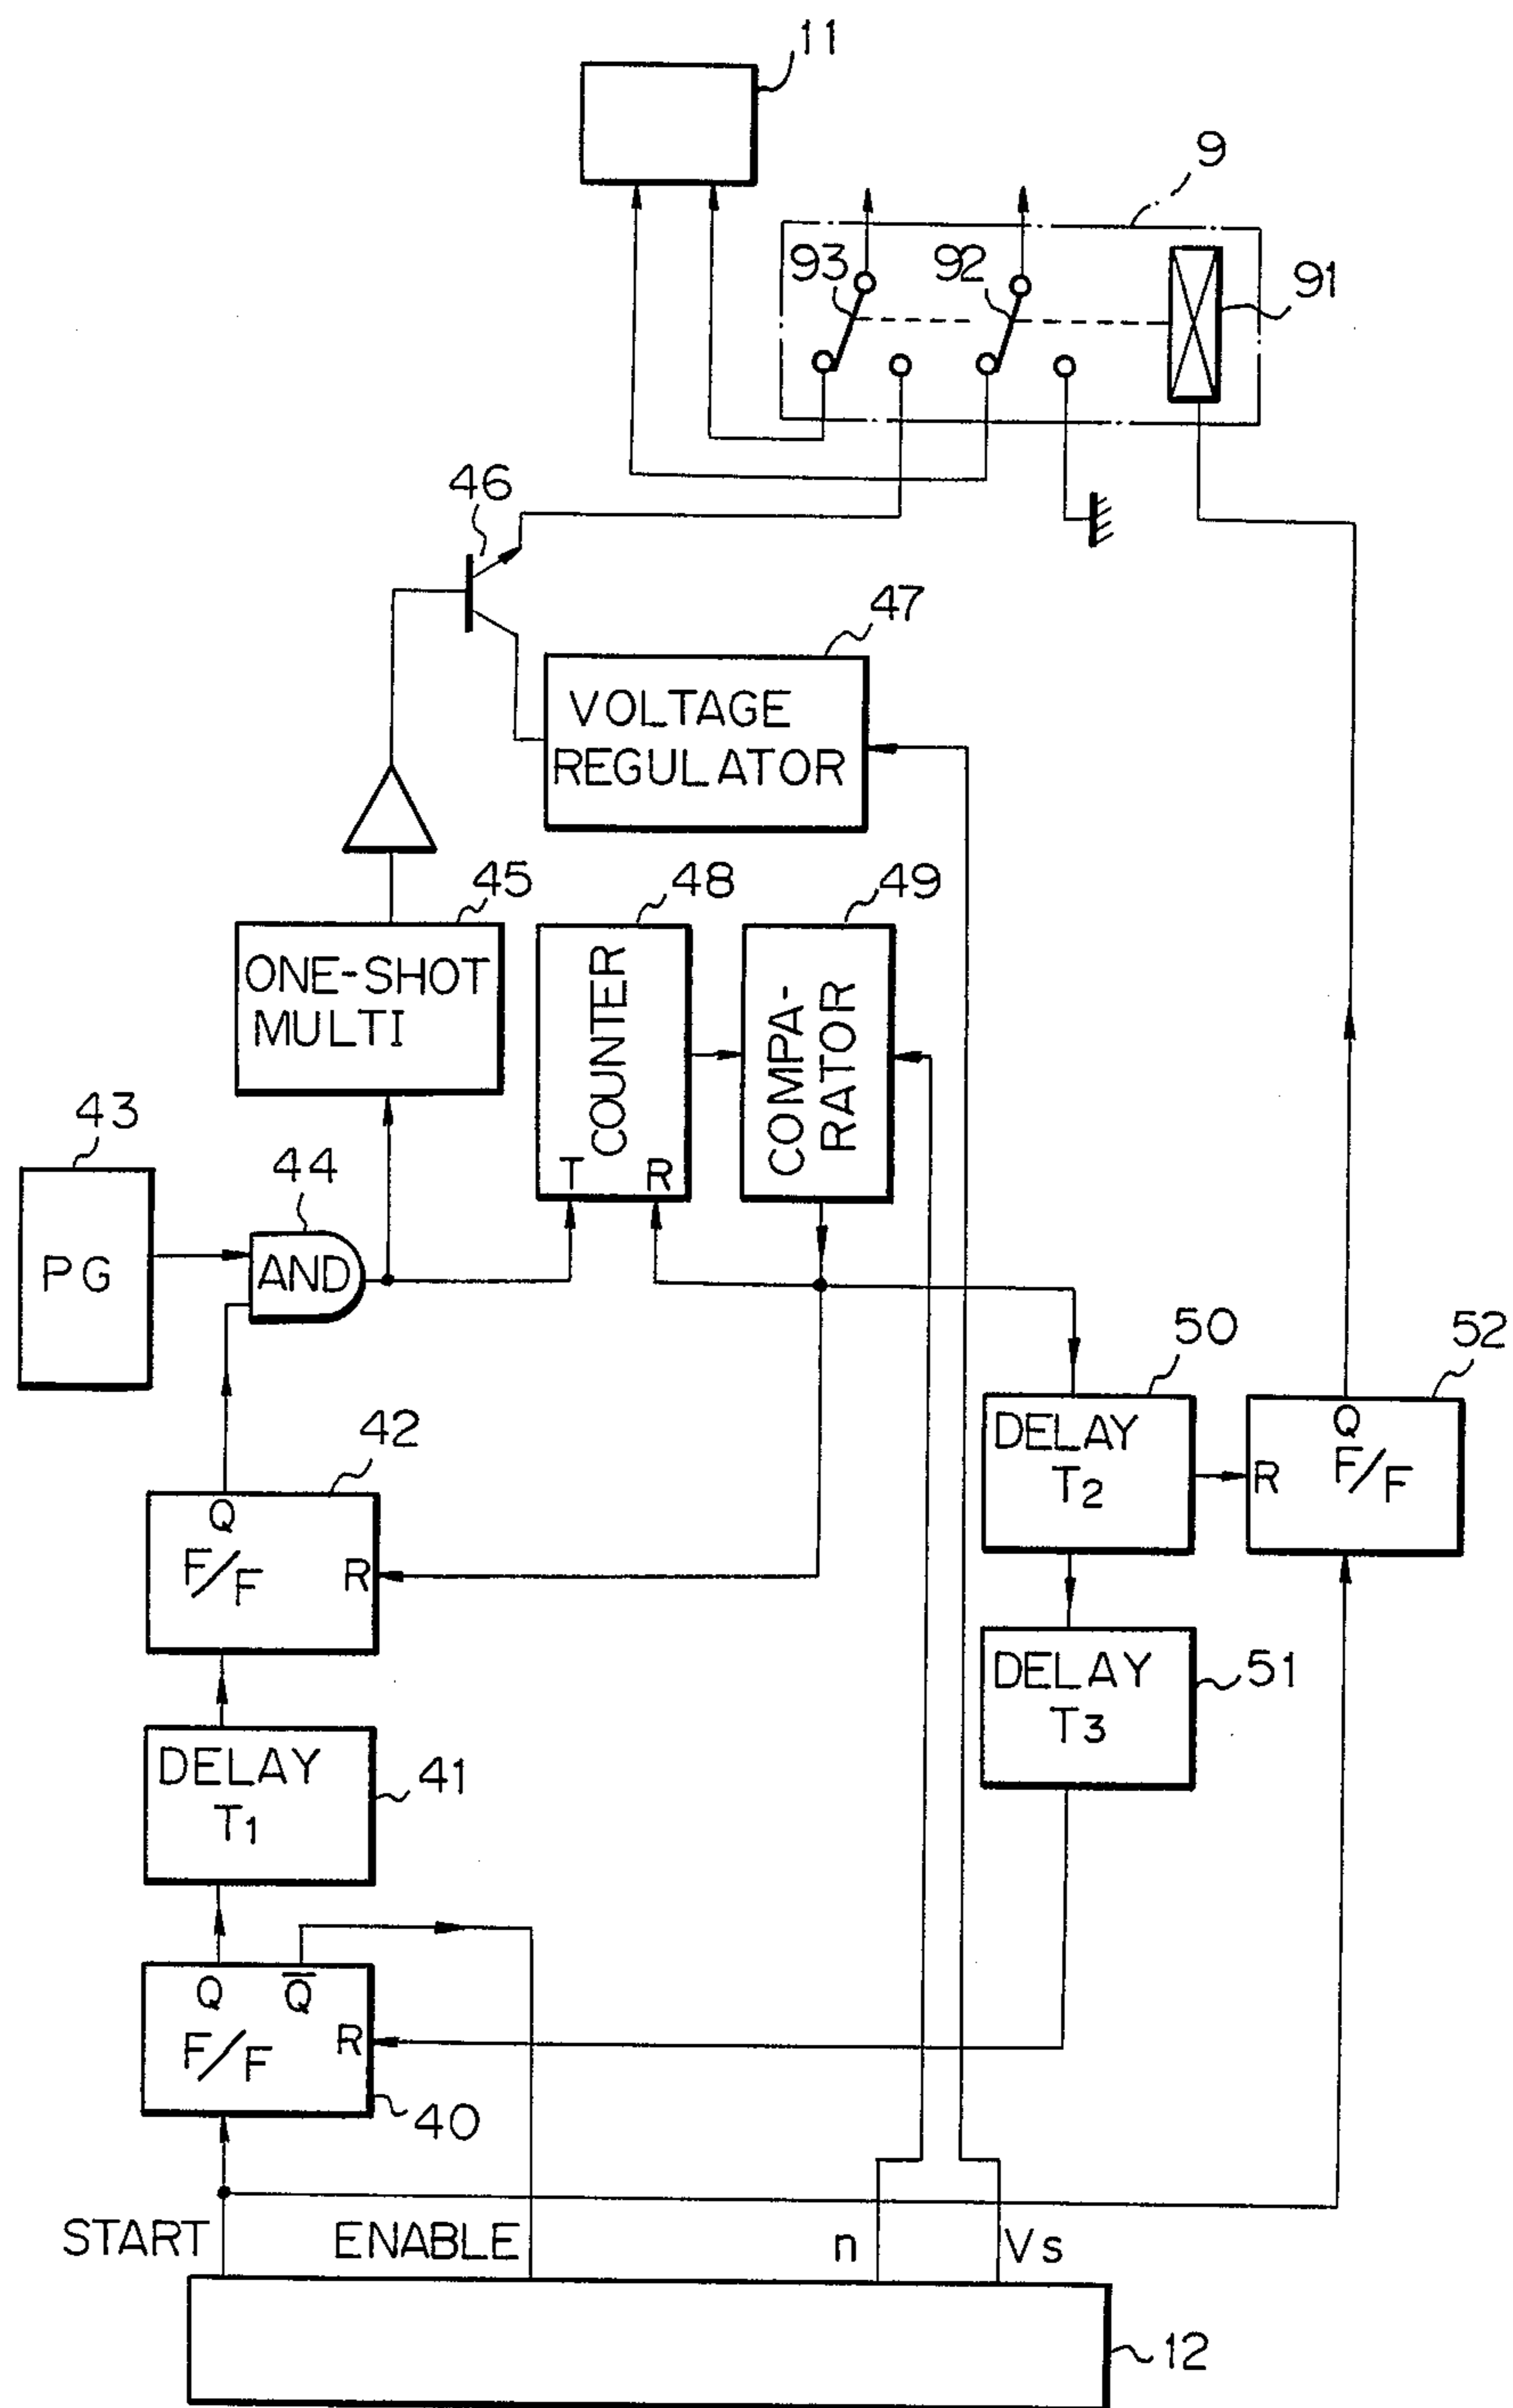 11
9
93
92
91
46
47
VOLTAGE
REGULATOR
45
48
49
ONE-SHOT
MULTI
COUNTER
T
R
COMPA-
RATOR
43
44
PG
AND
50
52
DELAY
T2
Q
R
F/F
42
Q
F/F
R
DELAY
T3
51
DELAY
T1
41
Q
Q̅
F/F
R
40
START
ENABLE
n
Vs
12